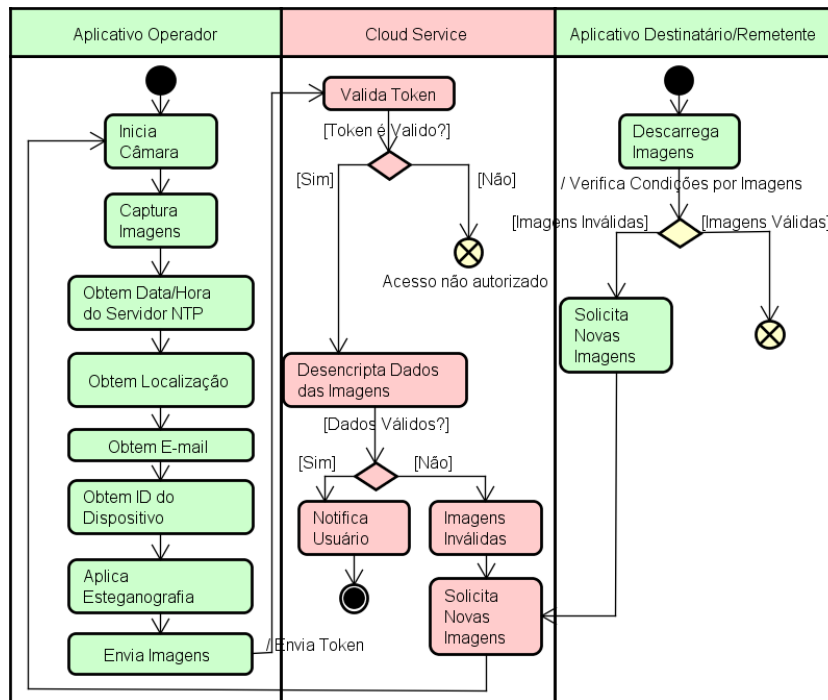 Aplicativo Operador
Cloud Service
Aplicativo Destinatário/Remetente
Inicia
Câmara
Captura
Imagens
Obtem Data/Hora
do Servidor NTP
Obtem Localização
Obtem E-mail
Obtem ID do
Dispositivo
Aplica
Esteganografia
Envia Imagens
/ Envia Token
Valida Token
[Token é Valido?]
[Sim]
[Não]
Acesso não autorizado
Desencripta Dados
das Imagens
[Dados Válidos?]
[Sim]
[Não]
Notifica
Usuário
Imagens
Inválidas
Solicita
Novas
Imagens
Descarrega
Imagens
/ Verifica Condições por Imagens
[Imagens Inválidas]
[Imagens Válidas]
Solicita
Novas
Imagens